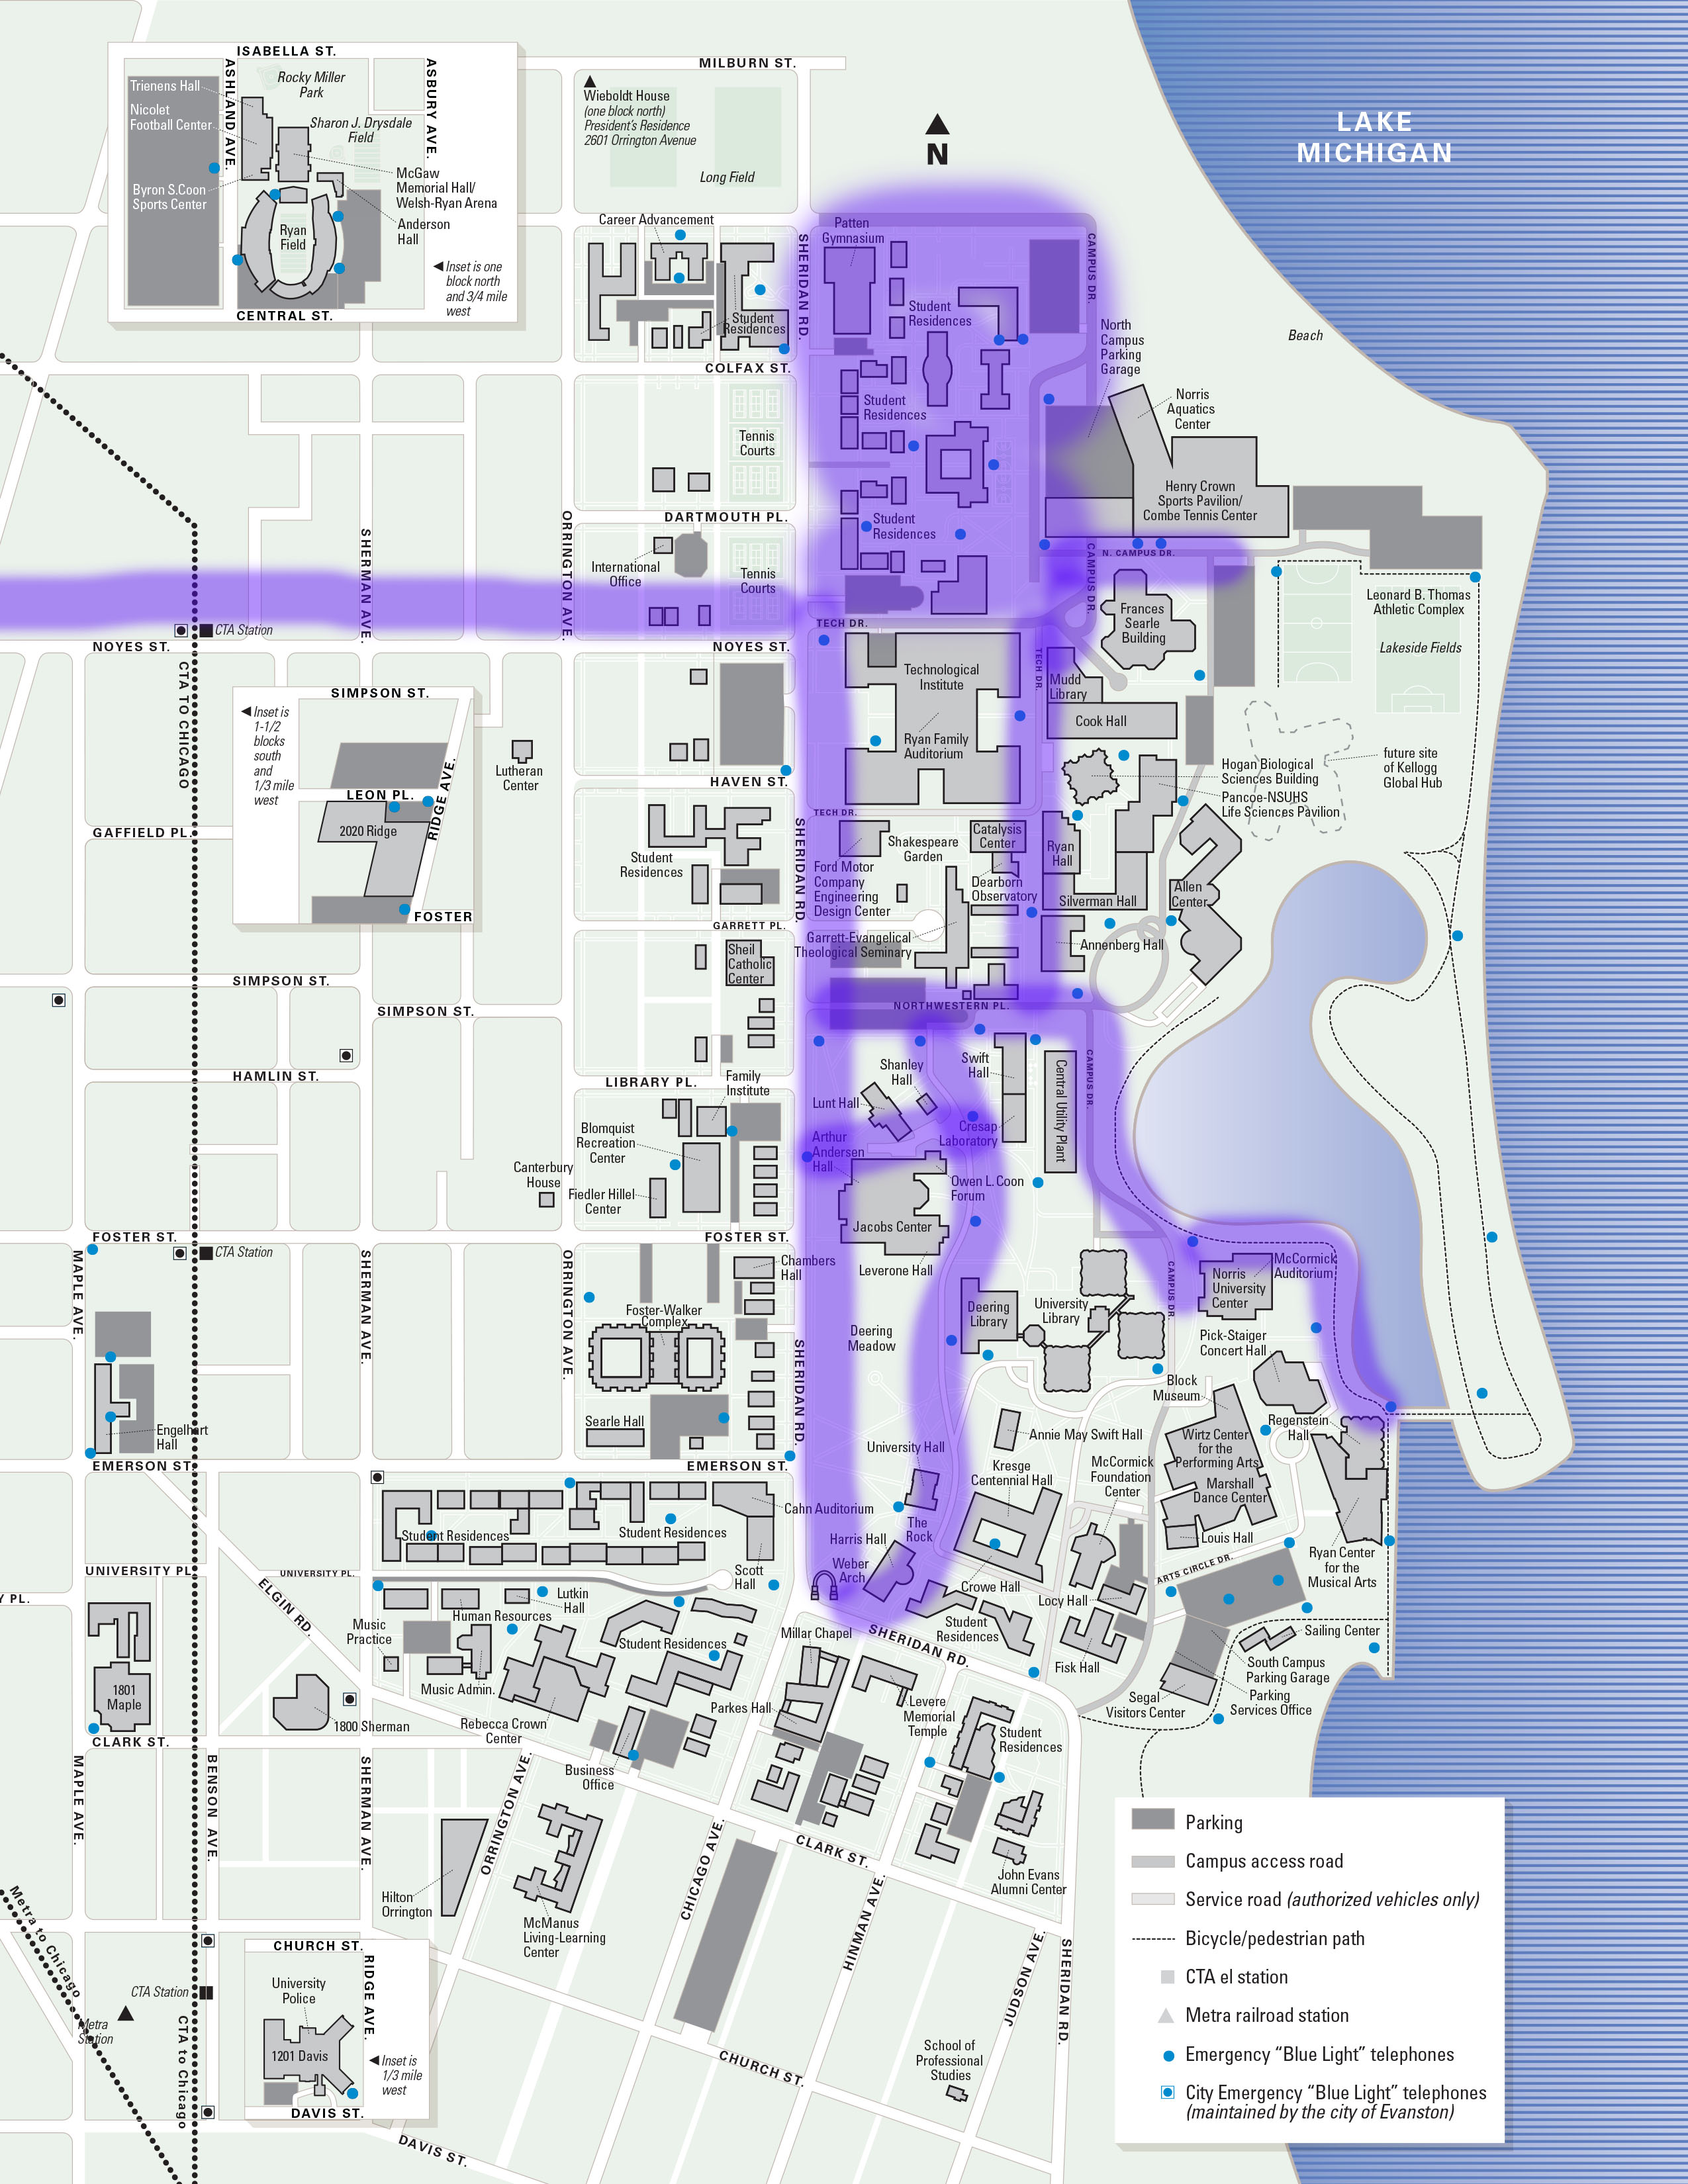 ISABELLA ST.
ASHLAND AVE.
ASBURY AVE.
Trienens Hall
Nicolet
Football Center
Rocky Miller
Park
Sharon J. Drysdale
Field
McGaw
Memorial Hall/
Welsh-Ryan Arena
Byron S.Coon
Sports Center
Anderson
Hall
Ryan
Field
Inset is one
block north
and 3/4 mile
west
CENTRAL ST.
MILBURN ST.
Wieboldt House
(one block north)
President's Residence
2601 Orrington Avenue
Long Field
N
LAKE
MICHIGAN
Career Advancement
SHERIDAN RD.
Patten
Gymnasium
CAMPUS DR.
Student
Residences
Student
Residences
North
Campus
Parking
Garage
Beach
COLFAX ST.
Student
Residences
Norris
Aquatics
Center
Tennis
Courts
Henry Crown
Sports Pavilion/
Combe Tennis Center
DARTMOUTH PL.
Student
Residences
SHERMAN AVE.
ORRINGTON AVE.
International
Office
Tennis
Courts
CAMPUS DR.
N. CAMPUS DR.
Leonard B. Thomas
Athletic Complex
Lakeside Fields
Frances
Searle
Building
CTA Station
NOYES ST.
NOYES ST.
TECH DR.
TECH DR.
CTA TO CHICAGO
Technological
Institute
Mudd
Library
Cook Hall
Ryan Family
Auditorium
SIMPSON ST.
Inset is
1-1/2
blocks
south
and
1/3 mile
west
LEON PL.
RIDGE AVE.
2020 Ridge
FOSTER
Lutheran
Center
HAVEN ST.
Hogan Biological
Sciences Building
Pancoe-NSUHS
Life Sciences Pavilion
future site
of Kellogg
Global Hub
GAFFIELD PL.
TECH DR.
SHERIDAN RD.
Student
Residences
Shakespeare
Garden
Catalysis
Center
Ryan
Hall
Ford Motor
Company
Engineering
Design Center
Dearborn
Observatory
Silverman Hall
Allen
Center
GARRETT PL.
Garrett-Evangelical
Theological Seminary
Annenberg Hall
Sheil
Catholic
Center
SIMPSON ST.
SIMPSON ST.
NORTHWESTERN PL.
CAMPUS DR.
HAMLIN ST.
LIBRARY PL.
Family
Institute
Shanley
Hall
Swift
Hall
Central Utility Plant
Lunt Hall
Cresap
Laboratory
Blomquist
Recreation
Center
Arthur
Andersen
Hall
Canterbury
House
Fiedler Hillel
Center
Owen L. Coon
Forum
Jacobs Center
FOSTER ST.
CTA Station
FOSTER ST.
Leverone Hall
MAPLE AVE.
SHERMAN AVE.
ORRINGTON AVE.
Chambers
Hall
CAMPUS DR.
McCormick
Auditorium
Norris
University
Center
Foster-Walker
Complex
SHERIDAN RD.
Deering
Meadow
Deering
Library
University
Library
Pick-Staiger
Concert Hall
Block
Museum
Searle Hall
Engelhart
Hall
University Hall
Annie May Swift Hall
Regenstein
Hall
Wirtz Center
for the
Performing Arts
EMERSON ST.
EMERSON ST.
Kresge
Centennial Hall
McCormick
Foundation
Center
Marshall
Dance Center
Cahn Auditorium
Student Residences
Student Residences
The
Rock
Harris Hall
Louis Hall
Ryan Center
for the
Musical Arts
UNIVERSITY PL.
UNIVERSITY PL.
Y PL.
Scott
Hall
Weber
Arch
Crowe Hall
Locy Hall
ARTS CIRCLE DR.
ELGIN RD.
Lutkin
Hall
Human Resources
Music
Practice
Student Residences
Millar Chapel
SHERIDAN RD.
Student
Residences
Fisk Hall
Sailing Center
South Campus
Parking Garage
Parking
Services Office
Segal
Visitors Center
1801
Maple
Music Admin.
1800 Sherman
Rebecca Crown
Center
Parkes Hall
Levere
Memorial
Temple
Student
Residences
CLARK ST.
MAPLE AVE.
BENSON AVE.
SHERMAN AVE.
ORRINGTON AVE.
Business
Office
CHICAGO AVE.
CLARK ST.
HINMAN AVE.
John Evans
Alumni Center
Hilton
Orrington
McManus
Living-Learning
Center
Metra to Chicago
CTA Station
Metra
Station
CTA to Chicago
CHURCH ST.
RIDGE AVE.
University
Police
1201 Davis
Inset is
1/3 mile
west
DAVIS ST.
DAVIS ST.
CHURCH ST.
JUDSON AVE.
SHERIDAN RD.
School of
Professional
Studies
Parking
Campus access road
Service road (authorized vehicles only)
Bicycle/pedestrian path
CTA el station
Metra railroad station
Emergency “Blue Light” telephones
City Emergency “Blue Light” telephones
(maintained by the city of Evanston)